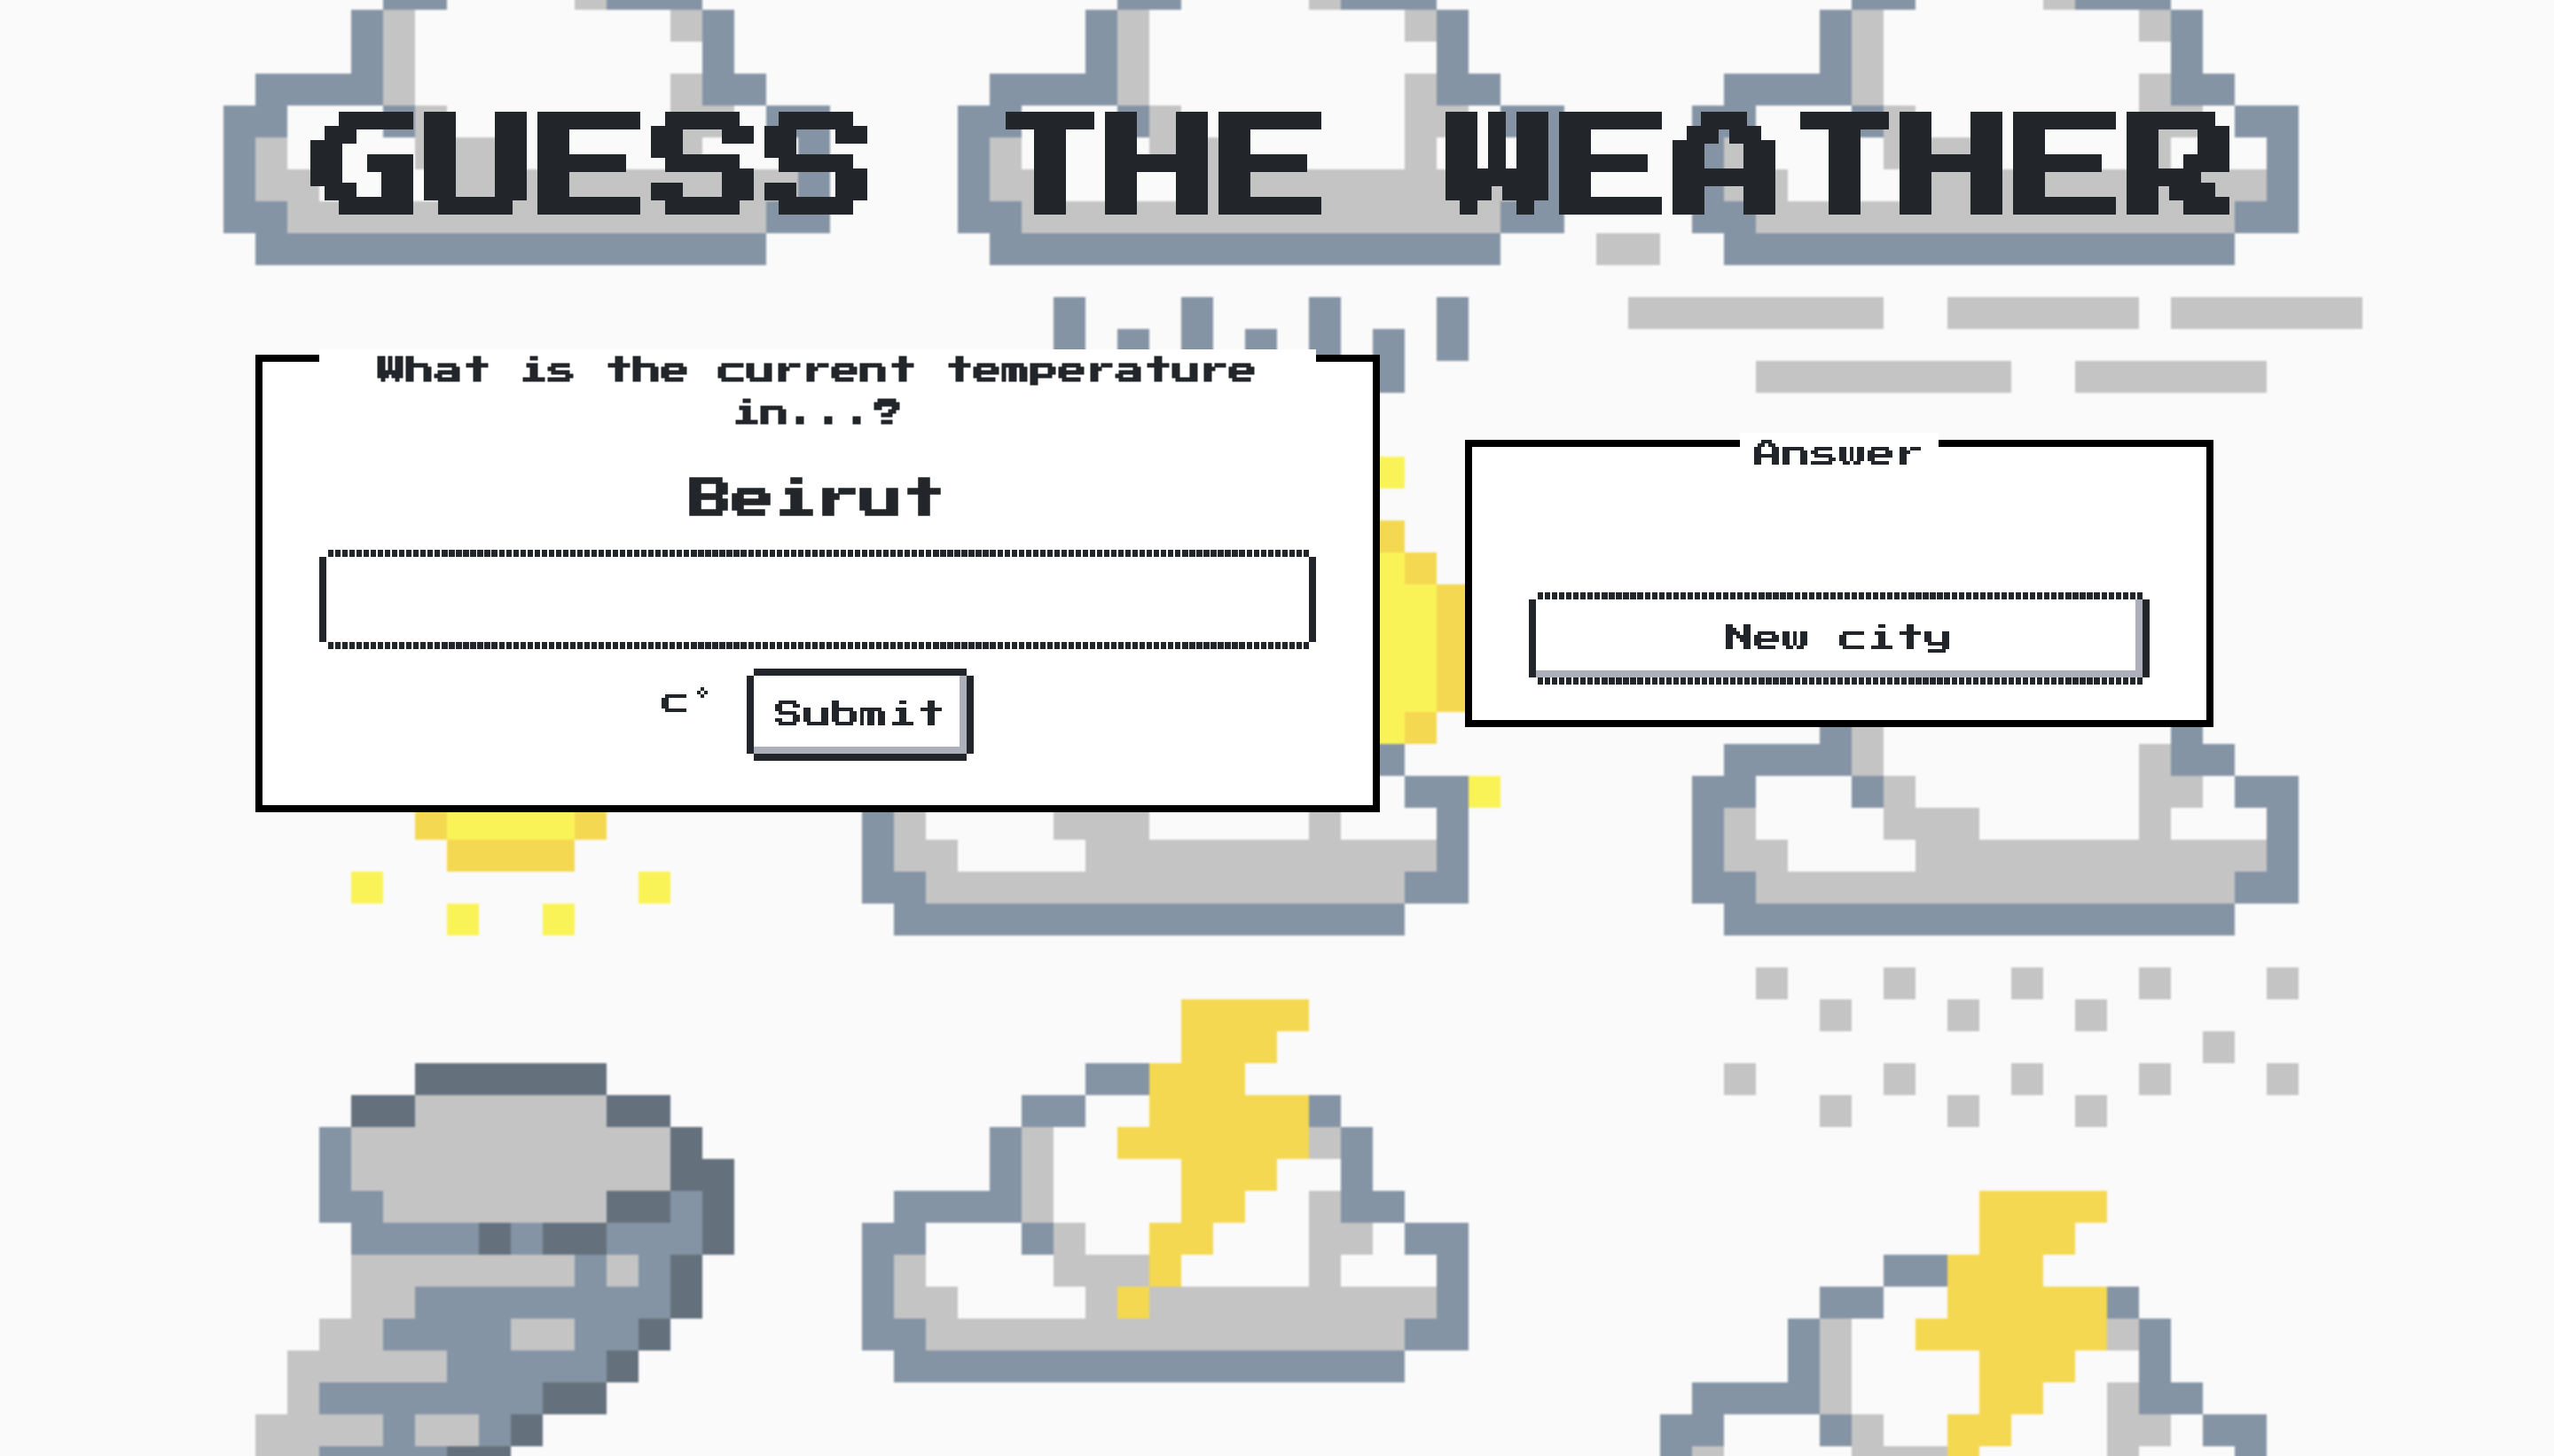 GUESS THE WEATHER
What is the current temperature
in...?
Beirut
C°
Submit
Answer
New city